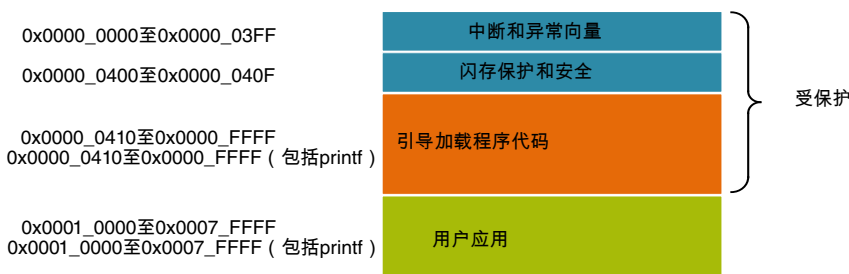 0x0000_0000至0x0000_03FF
中断和异常向量
0x0000_0400至0x0000_040F
闪存保护和安全
受保护
0x0000_0410至0x0000_FFFF
0x0000_0410至0x0000_FFFF（包括printf）
引导加载程序代码
0x0001_0000至0x0007_FFFF
0x0001_0000至0x0007_FFFF（包括printf）
用户应用